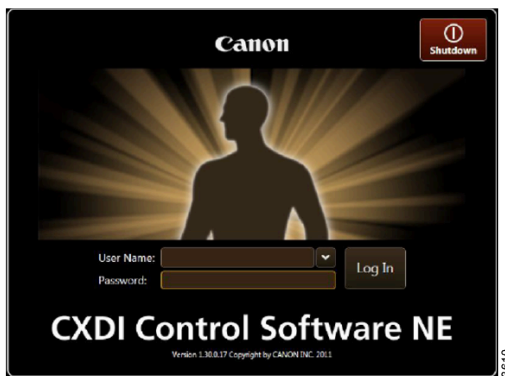 Canon
Shutdown
User Name:
Password:
Log In
CXDI Control Software NE
Version 1.30.0.17 Copyright by CANON INC. 2011